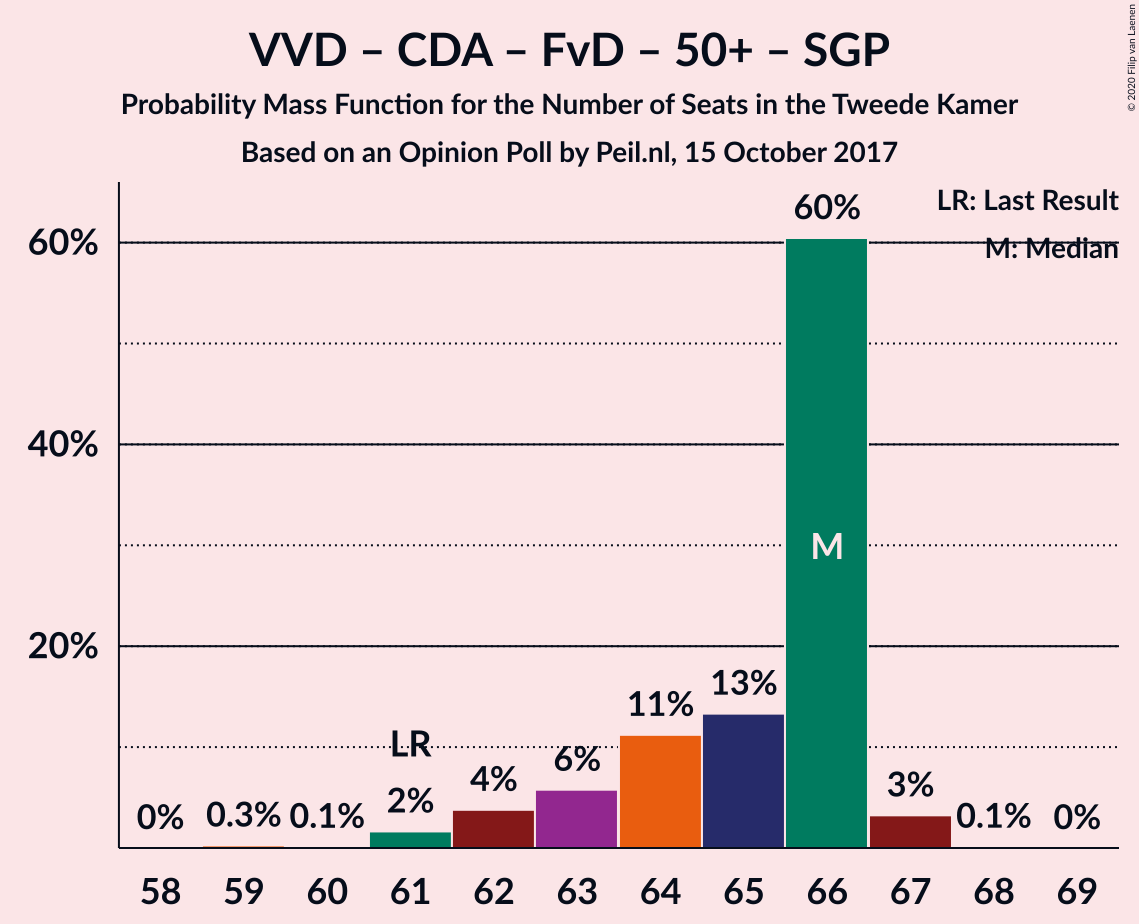 VVD – CDA – FvD – 50+ – SGP
Probability Mass Function for the Number of Seats in the Tweede Kamer
Based on an Opinion Poll by Peil.nl, 15 October 2017
© 2020 Filip van Laenen
LR: Last Result
M: Median
60%
40%
20%
0%
0.3%
0.1%
LR
2%
4%
6%
11%
13%
60%
M
3%
0.1%
0%
58 59 60 61 62 63 64 65 66 67 68 69